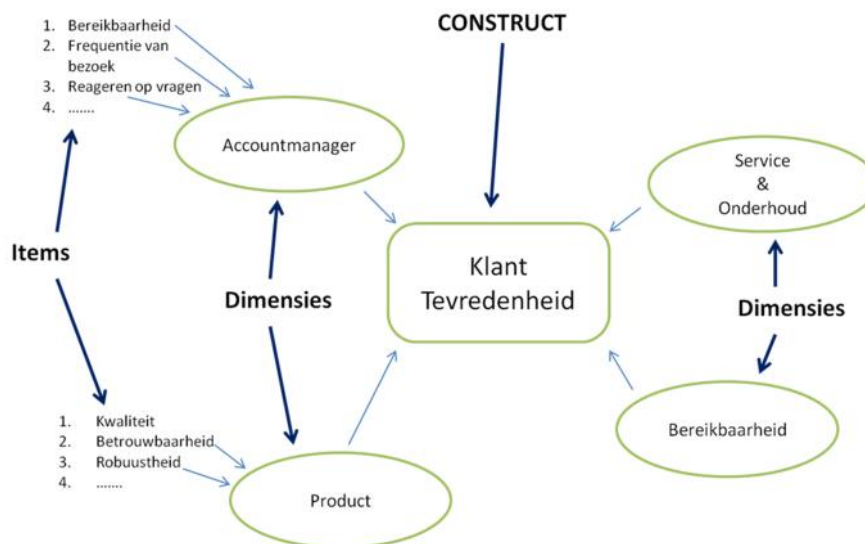 CONSTRUCT
1. Bereikbaarheid
2. Frequentie van
bezoek
3. Reageren op vragen
4. .......
Accountmanager
Service
&
Onderhoud
Items
Klant
Tevredenheid
Dimensies
Dimensies
1. Kwaliteit
2. Betrouwbaarheid
3. Robuustheid
4. .......
Bereikbaarheid
Product